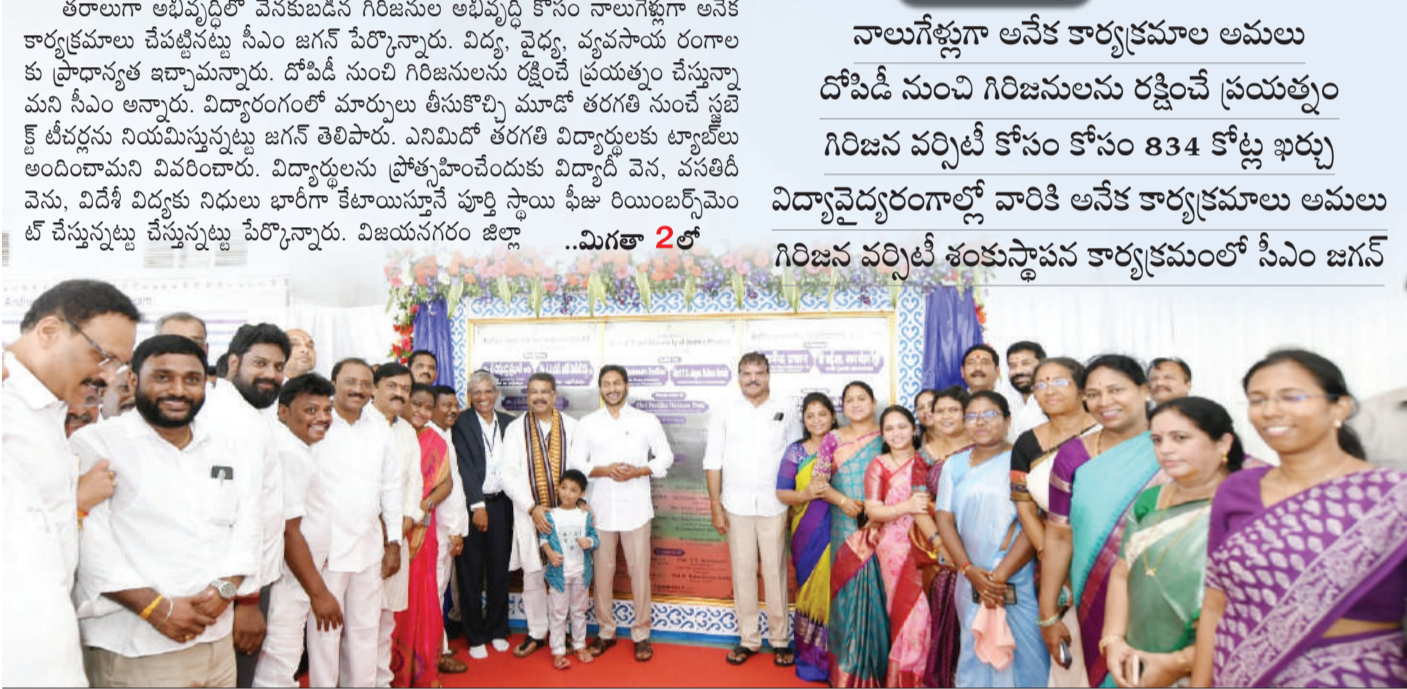 తరాలుగా అభివృద్ధిలో వెనకబడిన గిరిజనుల అభివృద్ధి కోసం నాలుగేళ్లుగా అనేక
కార్యక్రమాలు చేపట్టినట్టు సీఎం జగన్ పేర్కొన్నారు. విద్య, వైధ్య, వ్యవసాయ రంగాల
కు ప్రాధాన్యత ఇచ్చామన్నారు. దోపిడీ నుంచి గిరిజనులను రక్షించే ప్రయత్నం చేస్తున్నా
మని సీఎం అన్నారు. విద్యారంగంలో మార్పులు తీసుకొచ్చి మూడో తరగతి నుంచే స్జబె
క్ట్ టీచర్లను నియమిస్తున్నట్టు జగన్ తెలిపారు. ఎనిమిదో తరగతి విద్యార్థులకు ట్యాబ్‌లు
అందించామని వివరించారు. విద్యార్థులను ప్రోత్సహించేందుకు విద్యాదీ వెన, వసతిదీ
వెను, విదేశీ విద్యకు నిధులు భారీగా కేటాయిస్తూనే పూర్తి స్థాయి ఫీజు రియింబర్స్‌మెం
ట్ చేస్తున్నట్టు చేస్తున్నట్టు పేర్కొన్నారు. విజయనగరం జిల్లా ..మిగతా 2లో
నాలుగేళ్లుగా అనేక కార్యక్రమాల అమలు
దోపిడీ నుంచి గిరిజనులను రక్షించే ప్రయత్నం
గిరిజన వర్సిటీ కోసం కోసం 834 కోట్ల ఖర్చు
విద్యావైద్యరంగాల్లో వారికి అనేక కార్యక్రమాలు అమలు
గిరిజన వర్సిటీ శంకుస్థాపన కార్యక్రమంలో సీఎం జగన్